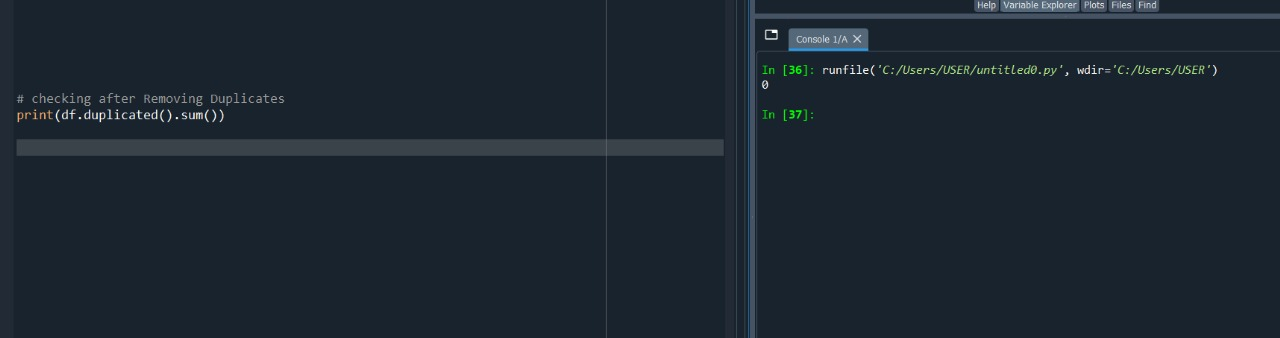 Help Variable Explorer Plots Files Find
Console 1/A
# checking after Removing Duplicates
print(df.duplicated().sum())
In [36]: runfile('C:/Users/USER/untitled0.py', wdir='C:/Users/USER')
0
In [37]: